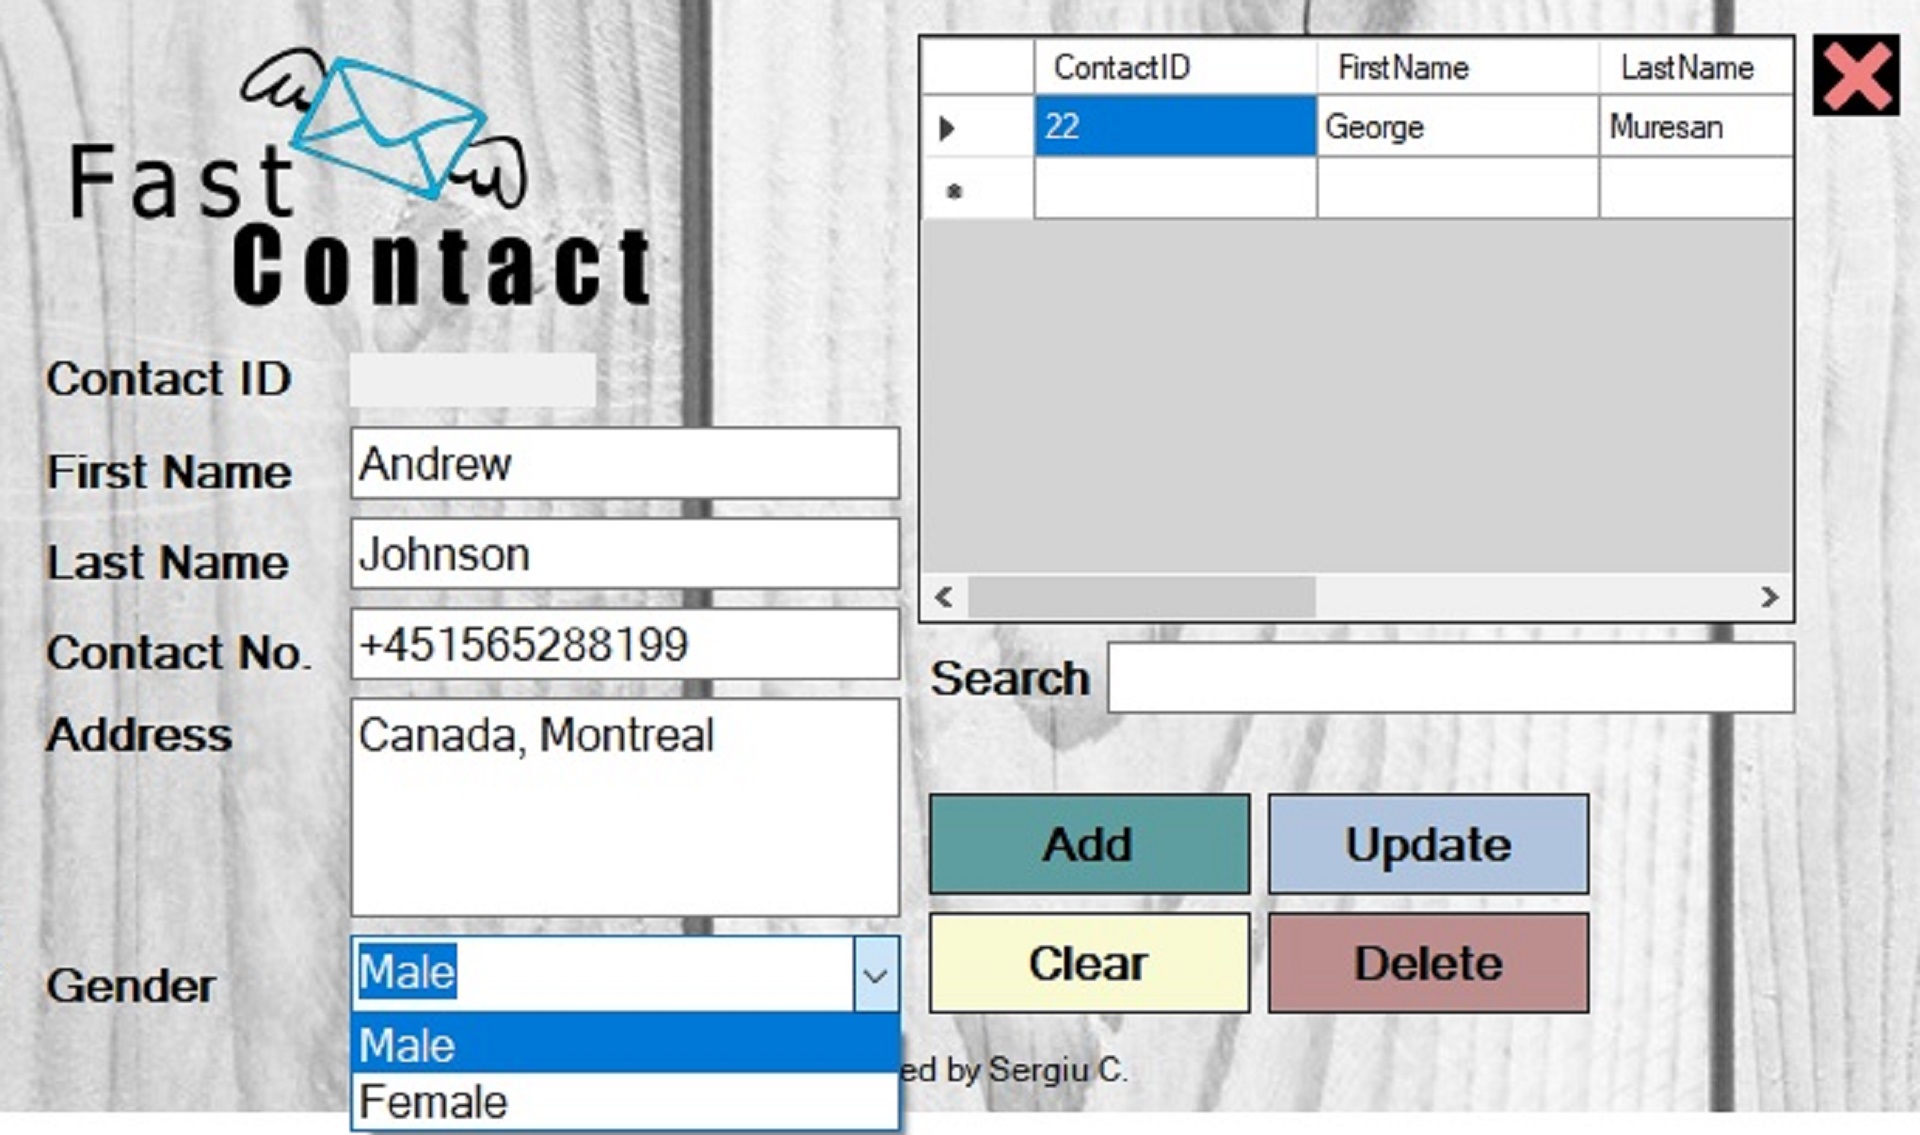 Fast
Contact
Contact ID
First Name Andrew
Last Name Johnson
Contact No. +451565288199
Address Canada, Montreal
Gender Male
Male
Female
ContactID FirstName LastName
22 George Muresan
Search
Add Update
Clear Delete
ed by Sergiu C.